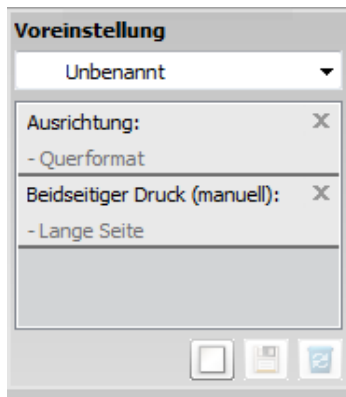 Voreinstellung
Unbenannt
Ausrichtung: X
- Querformat
Beidseitiger Druck (manuell): X
- Lange Seite